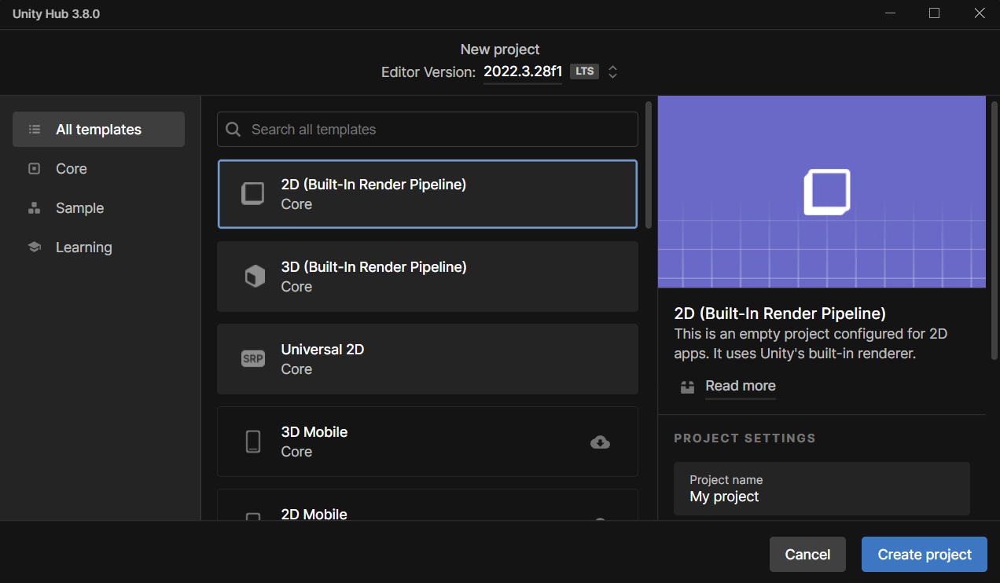 Unity Hub 3.8.0
New project
Editor Version: 2022.3.28f1 LTS
All templates
Core
Sample
Learning
Search all templates
2D (Built-In Render Pipeline)
Core
3D (Built-In Render Pipeline)
Core
SRP
Universal 2D
Core
3D Mobile
Core
2D Mobile
2D (Built-In Render Pipeline)
This is an empty project configured for 2D
apps. It uses Unity's built-in renderer.
Read more
PROJECT SETTINGS
Project name
My project
Cancel
Create project